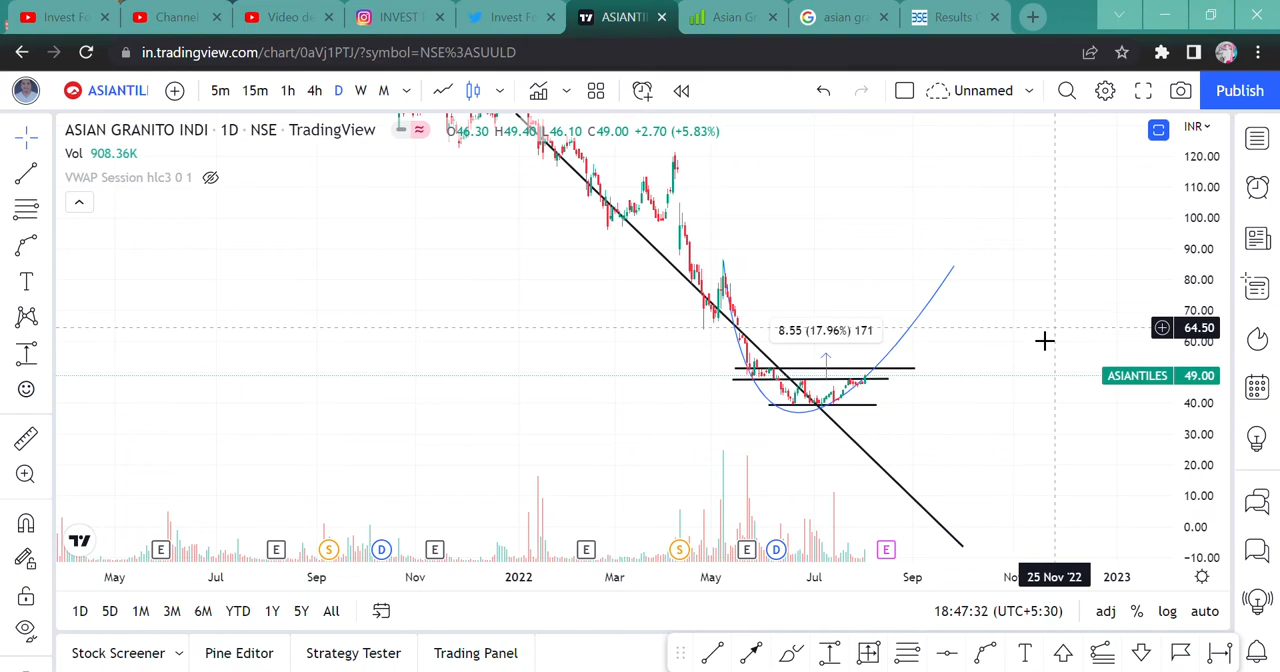 Invest Fo
Channel
Video de
INVEST
Invest Fo
ASIANTI
Asian G
asian gra
Results
in.tradingview.com/chart/0aVj1PTJ/?symbol=NSE%3ASUULD
ASIANTIL
5m 15m 1h 4h D W M
Unnamed
Publish
ASIAN GRANITO INDI · 1D · NSE · TradingView
O46.30 H49.40 L46.10 C49.00 +2.70 (+5.83%)
INR
Vol 908.36K
VWAP Session hlc3 0 1
120.00
110.00
100.00
90.00
80.00
70.00
64.50
60.00
8.55 (17.96%) 171
ASIANTILES 49.00
40.00
30.00
20.00
10.00
0.00
−10.00
E E S D E E S E D E
May Jul Sep Nov 2022 Mar May Jul Sep No 25 Nov '22 2023
1D 5D 1M 3M 6M YTD 1Y 5Y All
18:47:32 (UTC+5:30) adj % log auto
Stock Screener Pine Editor Strategy Tester Trading Panel